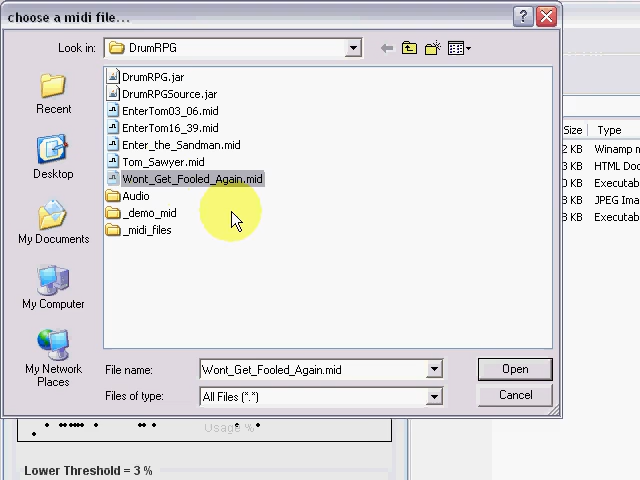 choose a midi file...
Look in: DrumRPG
Recent
Desktop
My Documents
My Computer
My Network
Places
DrumRPG.jar
DrumRPGSource.jar
EnterTom03_06.mid
EnterTom16_39.mid
Enter_the_Sandman.mid
Tom_Sawyer.mid
Wont_Get_Fooled_Again.mid
Audio
_demo_mid
_midi_files
File name: Wont_Get_Fooled_Again.mid Open
Files of type: All Files (*.*) Cancel
Size Type
2 KB Winamp m
3 KB HTML Doc
0 KB Executab
8 KB JPEG Ima
2 KB Executab
Usage %
Lower Threshold = 3 %